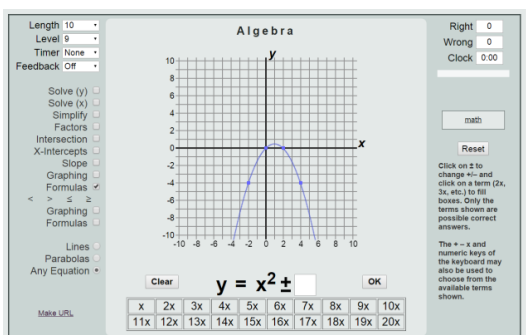 Length 10
Level 9
Timer None
Feedback Off
Solve (y)
Solve (x)
Simplify
Factors
Intersection
X-Intercepts
Slope
Graphing
Formulas
< > ≤ ≥
Graphing
Formulas
Lines
Parabolas
Any Equation
Make URL
Algebra
y
10
8
6
4
2
0
-2
-4
-6
-8
-10
x
-10 -8 -6 -4 -2 0 2 4 6 8 10
Clear
y = x² ±
OK
x 2x 3x 4x 5x 6x 7x 8x 9x 10x
11x 12x 13x 14x 15x 16x 17x 18x 19x 20x
Right 0
Wrong 0
Clock 0:00
math
Reset
Click on ± to
change +/– and
click on a term (2x,
3x, etc.) to fill
boxes. Only the
terms shown are
possible correct
answers.
The + – x and
numeric keys of
the keyboard may
also be used to
choose from the
available terms
shown.